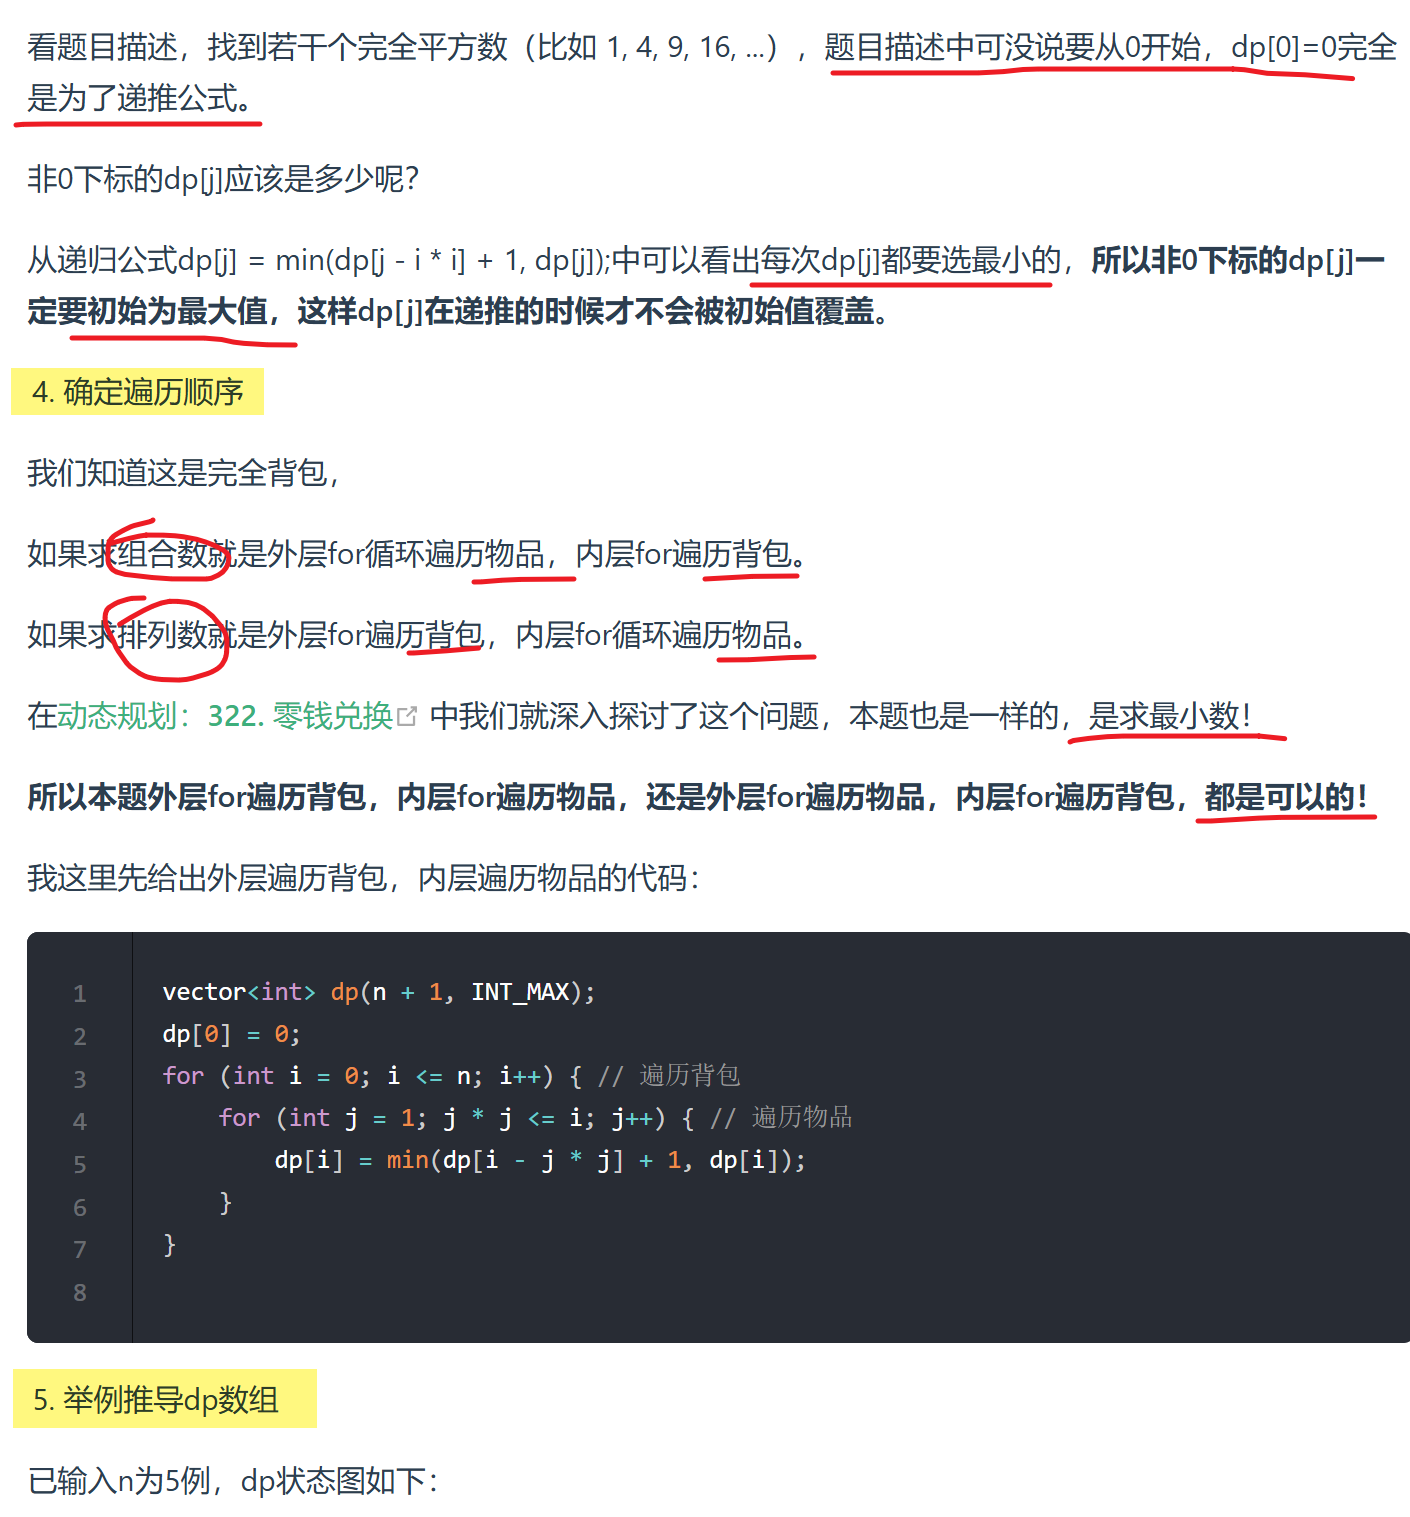 看题目描述，找到若干个完全平方数（比如 1, 4, 9, 16, ...），题目描述中可没说要从0开始，dp[0]=0完全
是为了递推公式。
非0下标的dp[j]应该是多少呢？
从递归公式dp[j] = min(dp[j - i * i] + 1, dp[j]);中可以看出每次dp[j]都要选最小的，所以非0下标的dp[j]一
定要初始为最大值，这样dp[j]在递推的时候才不会被初始值覆盖。
4. 确定遍历顺序
我们知道这是完全背包，
如果求组合数就是外层for循环遍历物品，内层for遍历背包。
如果求排列数就是外层for遍历背包，内层for循环遍历物品。
在动态规划：322. 零钱兑换 中我们就深入探讨了这个问题，本题也是一样的，是求最小数！
所以本题外层for遍历背包，内层for遍历物品，还是外层for遍历物品，内层for遍历背包，都是可以的！
我这里先给出外层遍历背包，内层遍历物品的代码：
1 vector<int> dp(n + 1, INT_MAX);
2 dp[0] = 0;
3 for (int i = 0; i <= n; i++) { // 遍历背包
4     for (int j = 1; j * j <= i; j++) { // 遍历物品
5         dp[i] = min(dp[i - j * j] + 1, dp[i]);
6     }
7 }
8
5. 举例推导dp数组
已输入n为5例，dp状态图如下：